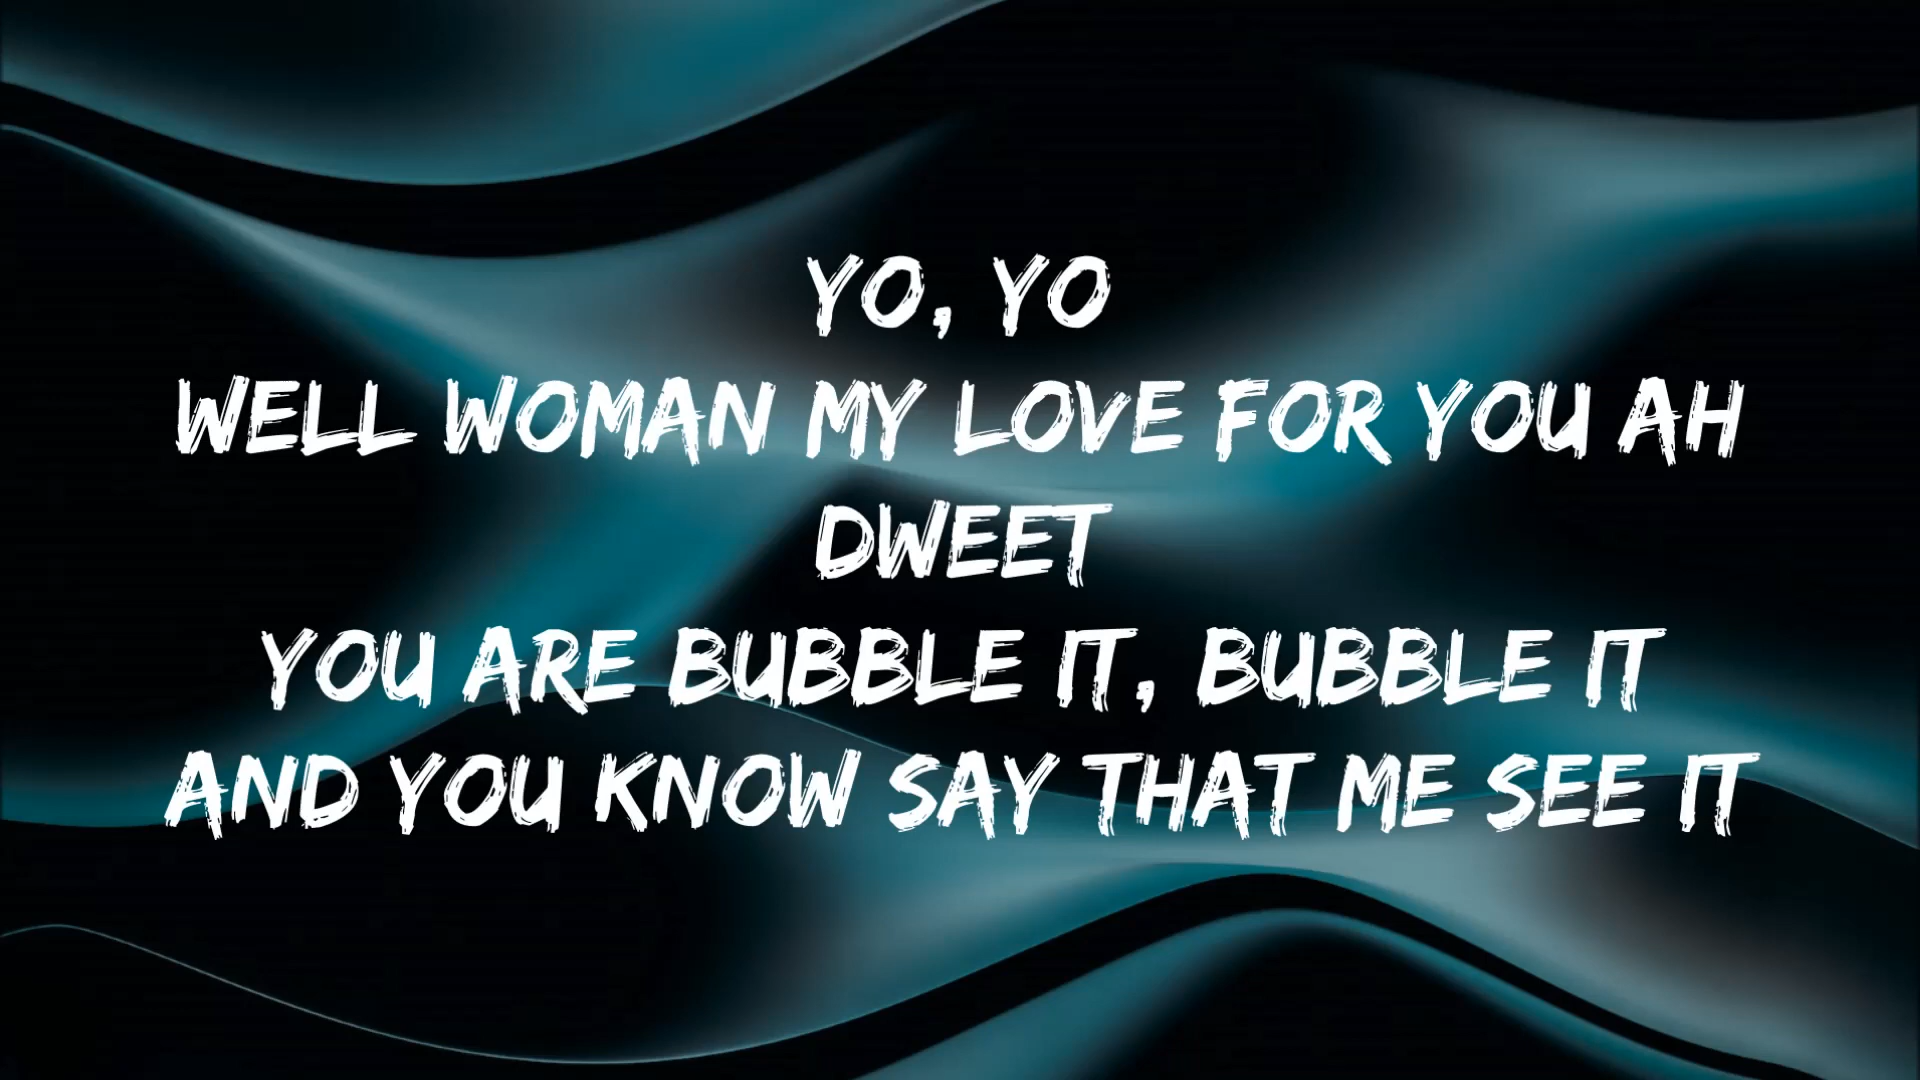 YO, YO
WELL WOMAN MY LOVE FOR YOU AH
DWEET
YOU ARE BUBBLE IT, BUBBLE IT
AND YOU KNOW SAY THAT ME SEE IT